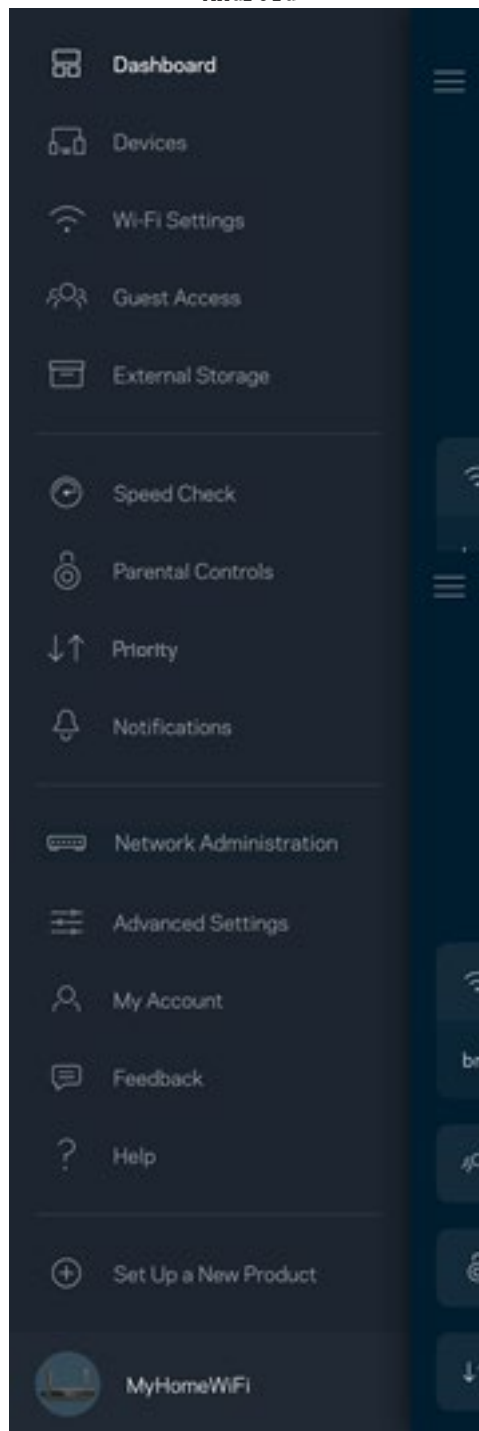 Dashboard
Devices
Wi-Fi Settings
Guest Access
External Storage
Speed Check
Parental Controls
Priority
Notifications
Network Administration
Advanced Settings
My Account
Feedback
?
Help
Set Up a New Product
MyHomeWiFi